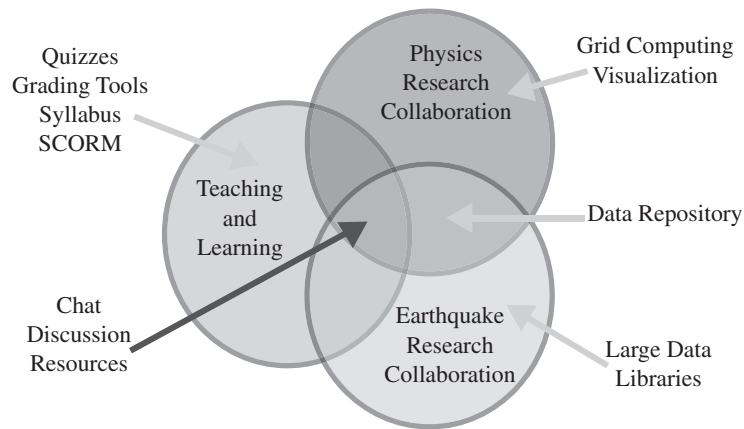 Quizzes
Grading Tools
Syllabus
SCORM
Physics
Research
Collaboration
Grid Computing
Visualization
Teaching
and
Learning
Data Repository
Chat
Discussion
Resources
Earthquake
Research
Collaboration
Large Data
Libraries